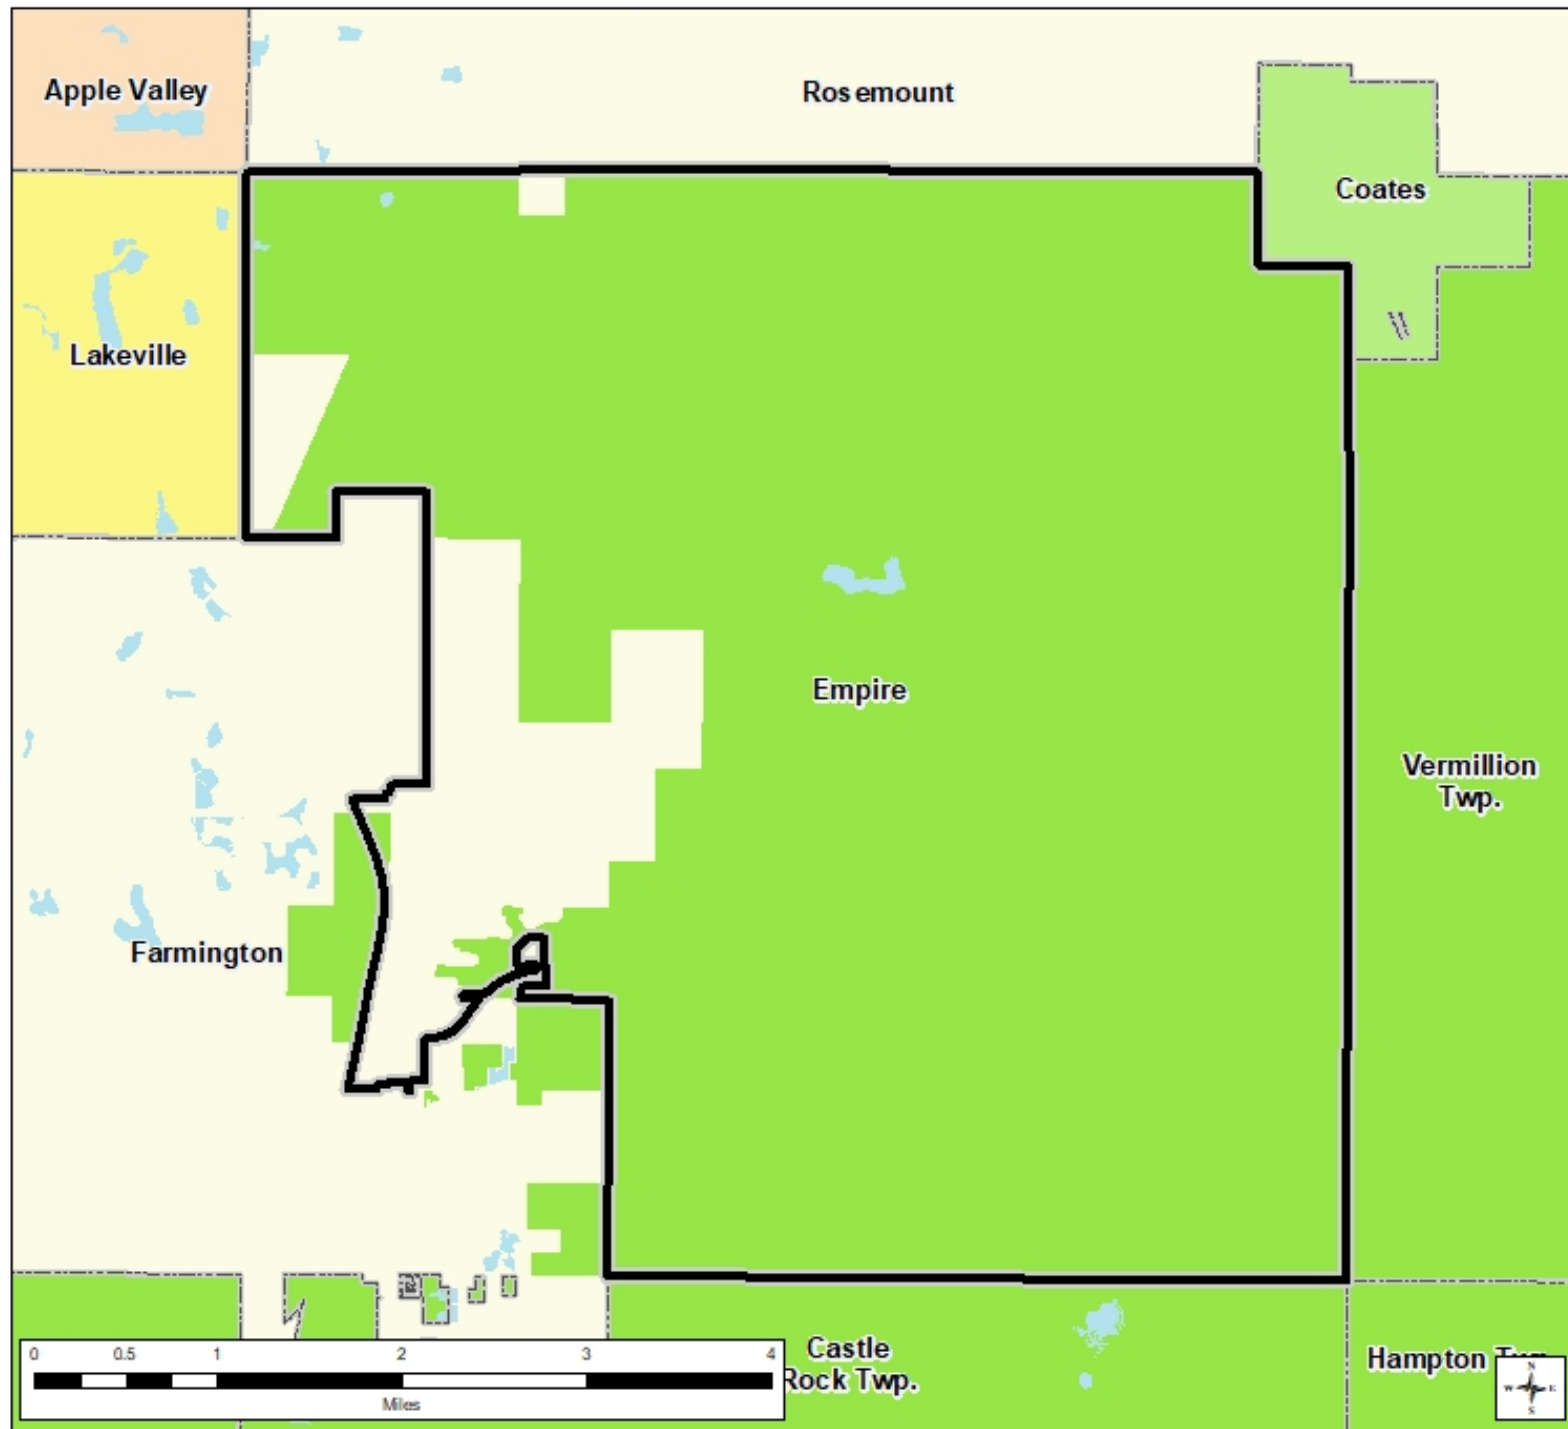 Apple Valley
Rosemount
Coates
Lakeville
Empire
Vermillion
Twp.
Farmington
Castle
Rock Twp.
Hampton Twp.
0 0.5 1 2 3 4
Miles
N
W E
S